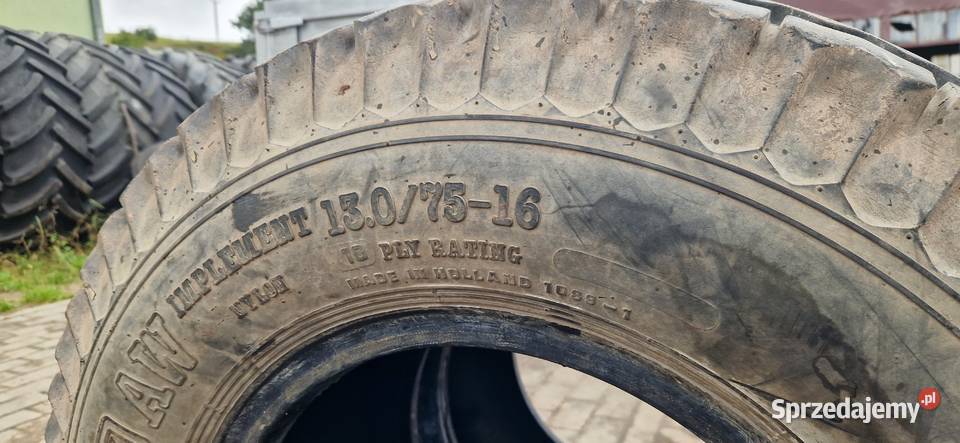 IMPLEMENT 13.0/75-16
NYLON
PLY RATING
MADE IN HOLLAND
AW
Sprzedajemy.pl